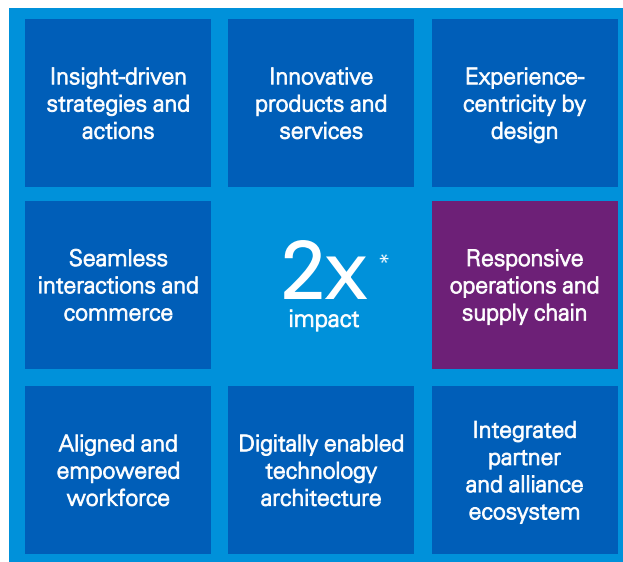 Insight-driven
strategies and
actions
Innovative
products and
services
Experience-
centricity by
design
Seamless
interactions and
commerce
2x *
impact
Responsive
operations and
supply chain
Aligned and
empowered
workforce
Digitally enabled
technology
architecture
Integrated
partner
and alliance
ecosystem